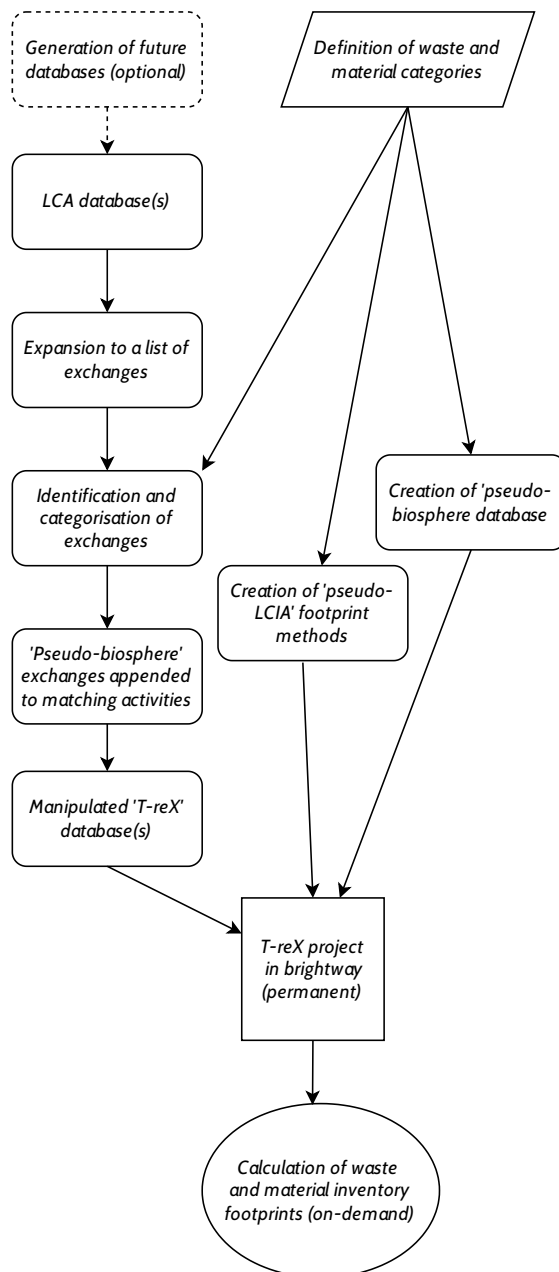 Generation of future
databases (optional)
Definition of waste and
material categories
LCA database(s)
Expansion to a list of
exchanges
Identification and
categorisation of
exchanges
Creation of 'pseudo-
biosphere database
Creation of 'pseudo-
LCIA' footprint
methods
'Pseudo-biosphere'
exchanges appended
to matching activities
Manipulated 'T-reX'
database(s)
T-reX project
in brightway
(permanent)
Calculation of waste
and material inventory
footprints (on-demand)